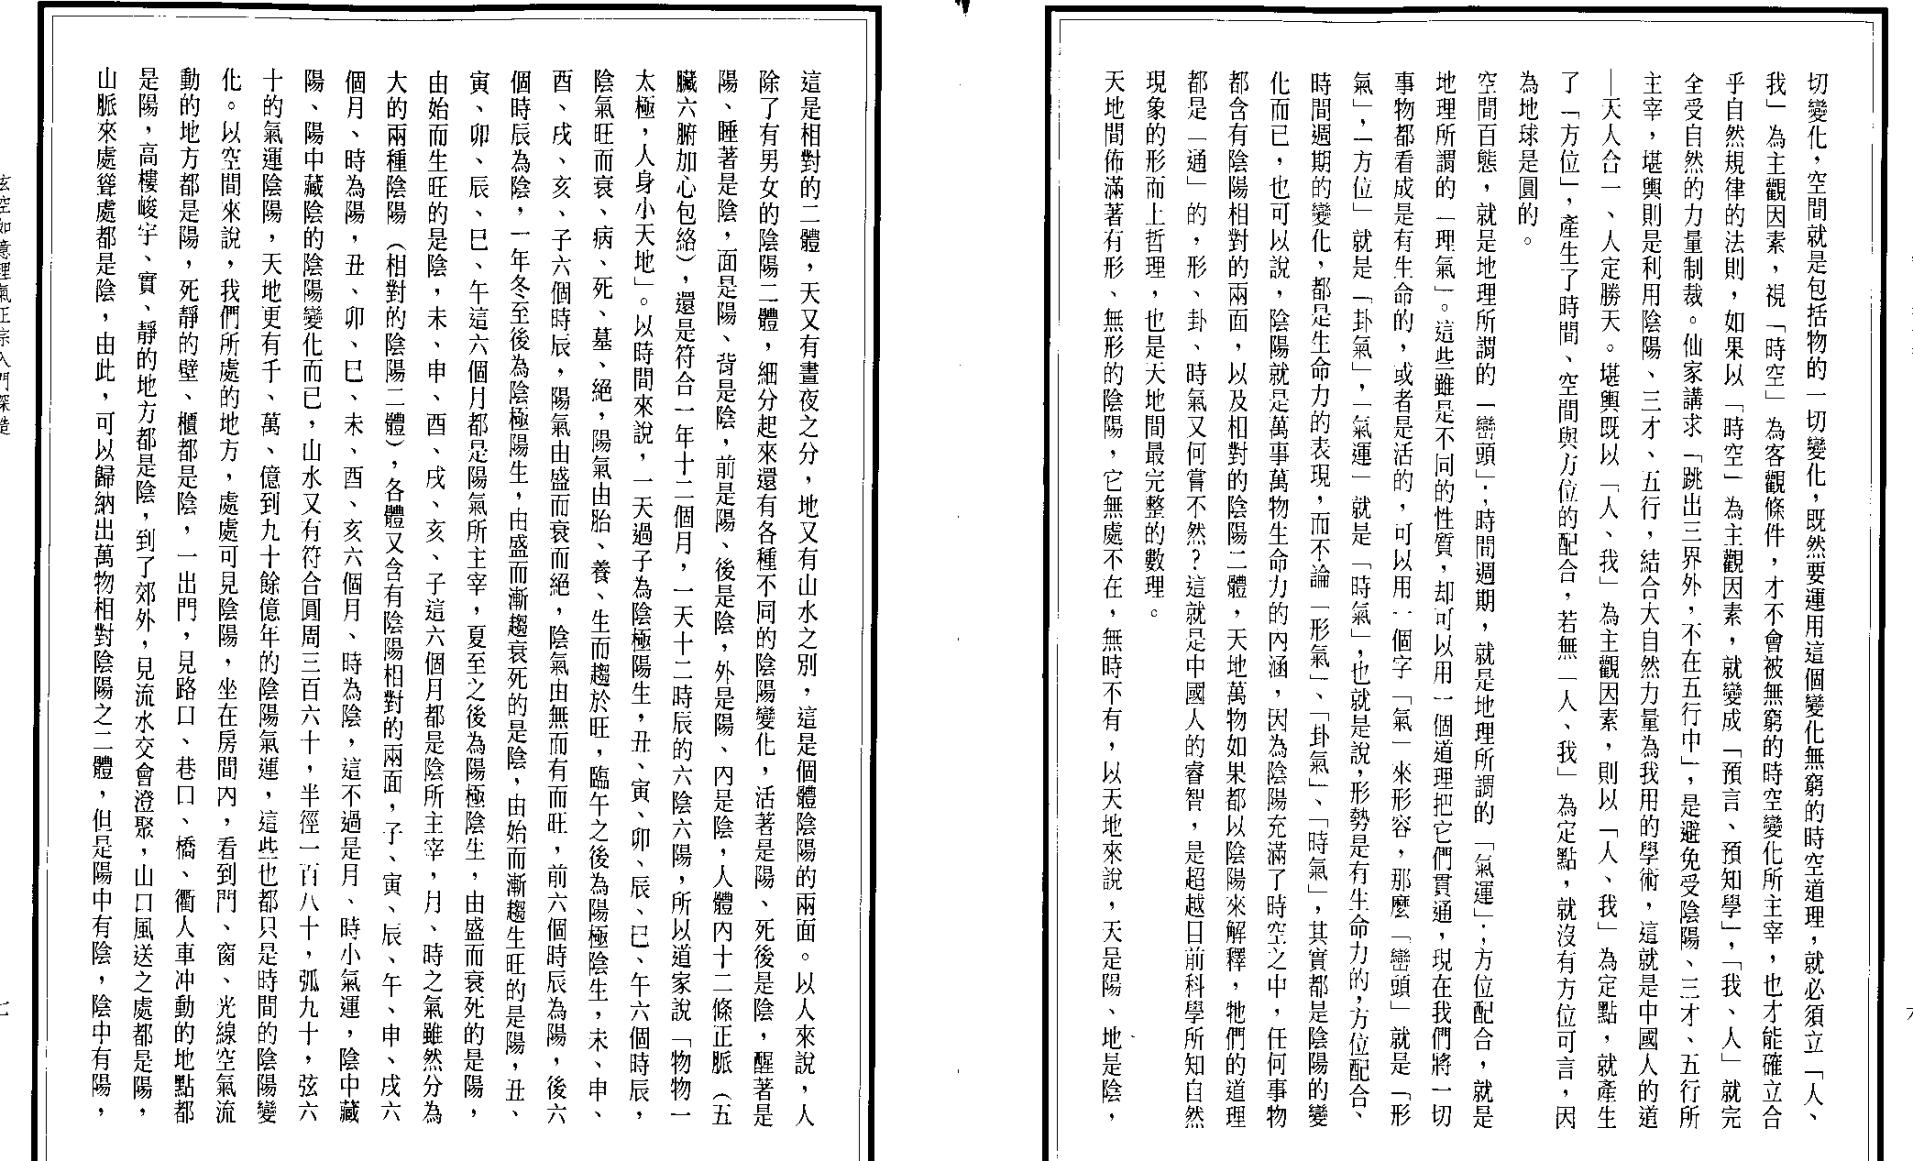 切變化，空間就是包括物的一切變化，既然要運用這個變化無窮的時空道理，就必須立「人、
我」為主觀因素，視「時空」為客觀條件，才不會被無窮的時空變化所主宰，也才能確立合
乎自然規律的法則，如果以「時空」為主觀因素，就變成「預言、預知學」，「我、人」就完
全受自然的力量制裁。仙家講求「跳出三界外，不在五行中」，是避免受陰陽、三才、五行所
主宰，堪輿則是利用陰陽、三才、五行，結合大自然力量為我用的學術，這就是中國人的道
—天人合一、人定勝天。堪輿既以「人、我」為主觀因素，則以「人、我」為定點，就產生
了「方位」，產生了時間、空間與方位的配合，若無「人、我」為定點，就沒有方位可言，因
為地球是圓的。
空間百態，就是地理所謂的「巒頭」；時間週期，就是地理所謂的「氣運」；方位配合，就是
地理所謂的「理氣」。這些雖是不同的性質，却可以用一個道理把它們貫通，現在我們將一切
事物都看成是有生命的，或者是活的，可以用一個字「氣」來形容，那麼「巒頭」就是「形
氣」，「方位」就是「卦氣」，「氣運」就是「時氣」，也就是說，形勢是有生命力的，方位配合、
時間週期的變化，都是生命力的表現，而不論「形氣」、「卦氣」、「時氣」，其實都是陰陽的變
化而已，也可以說，陰陽就是萬事萬物生命力的內涵，因為陰陽充滿了時空之中，任何事物
都含有陰陽相對的兩面，以及相對的陰陽二體，天地萬物如果都以陰陽來解釋，牠們的道理
都是「通」的，形、卦、時氣又何嘗不然？這就是中國人的睿智，是超越目前科學所知自然
現象的形而上哲理，也是天地間最完整的數理。
天地間佈滿著有形、無形的陰陽，它無處不在，無時不有，以天地來說，天是陽、地是陰，
這是相對的二體，天又有晝夜之分，地又有山水之別，這是個體陰陽的兩面。以人來說，人
除了有男女的陰陽二體，細分起來還有各種不同的陰陽變化，活著是陽、死後是陰，醒著是
陽、睡著是陰，面是陽、背是陰，前是陽、後是陰，外是陽、內是陰，人體內十二條正脈（五
臟六腑加心包絡），還是符合一年十二個月，一天十二時辰的六陰六陽，所以道家說「物物一
太極，人身小天地」。以時間來說，一天過子為陰極陽生，丑、寅、卯、辰、巳、午六個時辰，
陰氣旺而衰、病、死、墓、絕，陽氣由胎、養、生而趨於旺，臨午之後為陽極陰生，未、申、
酉、戌、亥、子六個時辰，陽氣由盛而衰而絕，陰氣由無而有而旺，前六個時辰為陽，後六
個時辰為陰，一年冬至後為陰極陽生，由盛而漸趨衰死的是陰，由始而漸趨生旺的是陽，丑、
寅、卯、辰、巳、午這六個月都是陽氣所主宰，夏至之後為陽極陰生，由盛而衰死的是陽，
由始而生旺的是陰，未、申、酉、戌、亥、子這六個月都是陰所主宰，月、時之氣雖然分為
大的兩種陰陽（相對的陰陽二體），各體又含有陰陽相對的兩面，子、寅、辰、午、申、戌六
個月、時為陽，丑、卯、巳、未、酉、亥六個月、時為陰，這不過是月、時小氣運，陰中藏
陽、陽中藏陰的陰陽變化而已，山水又有符合圓周三百六十，半徑一百八十，弧九十，弦六
十的氣運陰陽，天地更有千、萬、億到九十餘億年的陰陽氣運，這些也都只是時間的陰陽變
化。以空間來說，我們所處的地方，處處可見陰陽，坐在房間內，看到門、窗、光線空氣流
動的地方都是陽，死靜的壁、櫃都是陰，一出門，見路口、巷口、橋、衢人車冲動的地點都
是陽，高樓峻宇、實、靜的地方都是陰，到了郊外，見流水交會澄聚，山口風送之處都是陽，
山脈來處聳處都是陰，由此，可以歸納出萬物相對陰陽之二體，但是陽中有陰，陰中有陽，
玄空如意理氣正宗入門深造
七